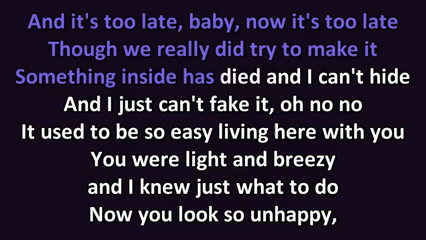 And it's too late, baby, now it's too late
Though we really did try to make it
Something inside has died and I can't hide
And I just can't fake it, oh no no
It used to be so easy living here with you
You were light and breezy
and I knew just what to do
Now you look so unhappy,